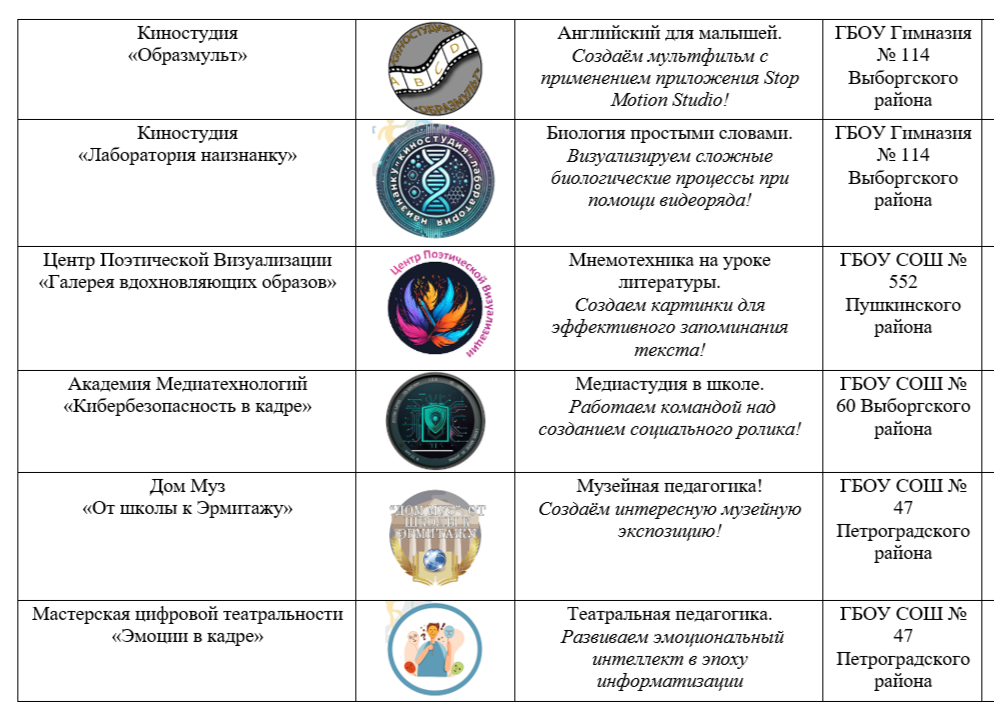 Киностудия
«Образмульт»
КИНОСТУДИЯ
A B C D
«ОБРАЗМУЛЬТ»
Английский для малышей.
Создаём мультфильм с
применением приложения Stop
Motion Studio!
ГБОУ Гимназия
№ 114
Выборгского
района
Киностудия
«Лаборатория наизнанку»
киностудия «лаборатория наизнанку»
Биология простыми словами.
Визуализируем сложные
биологические процессы при
помощи видеоряда!
ГБОУ Гимназия
№ 114
Выборгского
района
Центр Поэтической Визуализации
«Галерея вдохновляющих образов»
Центр Поэтической Визуализации
Мнемотехника на уроке
литературы.
Создаем картинки для
эффективного запоминания
текста!
ГБОУ СОШ №
552
Пушкинского
района
Академия Медиатехнологий
«Кибербезопасность в кадре»
Медиастудия в школе.
Работаем командой над
созданием социального ролика!
ГБОУ СОШ №
60 Выборгского
района
Дом Муз
«От школы к Эрмитажу»
"ДОМ МУЗ" ОТ
ШКОЛЫ К
ЭРМИТАЖУ
Музейная педагогика!
Создаём интересную музейную
экспозицию!
ГБОУ СОШ №
47
Петроградского
района
Мастерская цифровой театральности
«Эмоции в кадре»
Театральная педагогика.
Развиваем эмоциональный
интеллект в эпоху
информатизации
ГБОУ СОШ №
47
Петроградского
района